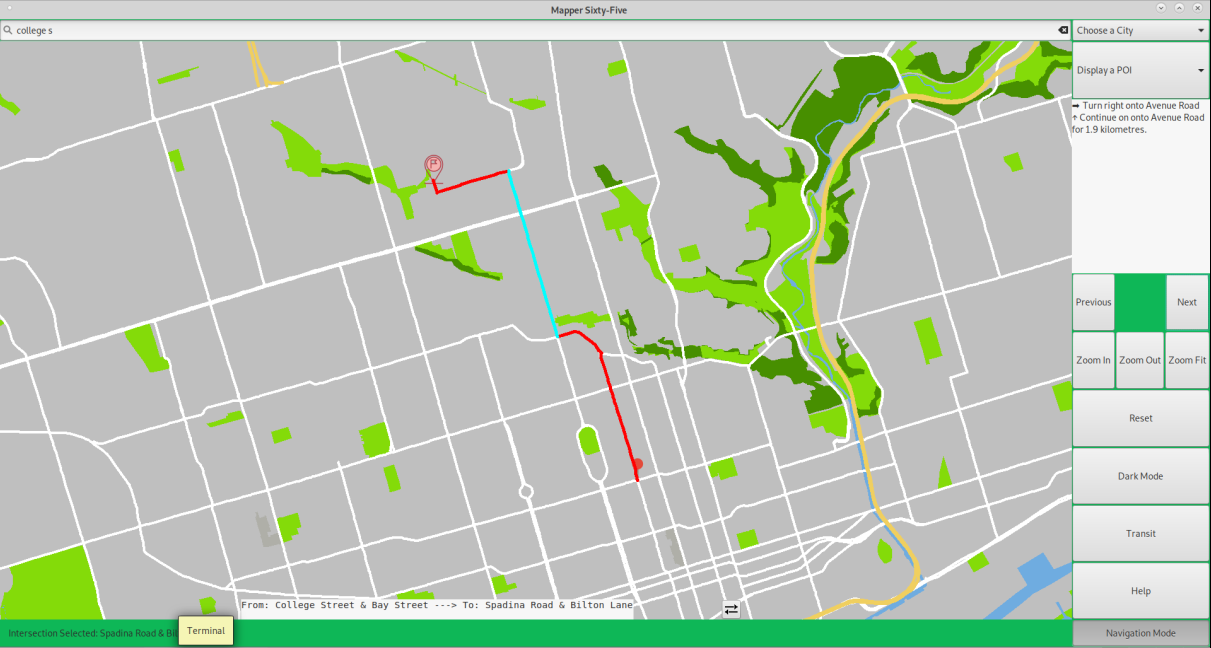 Mapper Sixty-Five
college s
Choose a City
Display a POI
➡ Turn right onto Avenue Road
↑ Continue on onto Avenue Road
for 1.9 kilometres.
Previous
Next
Zoom In
Zoom Out
Zoom Fit
Reset
Dark Mode
Transit
Help
From: College Street & Bay Street ---> To: Spadina Road & Bilton Lane
Intersection Selected: Spadina Road & Bil
Terminal
Navigation Mode